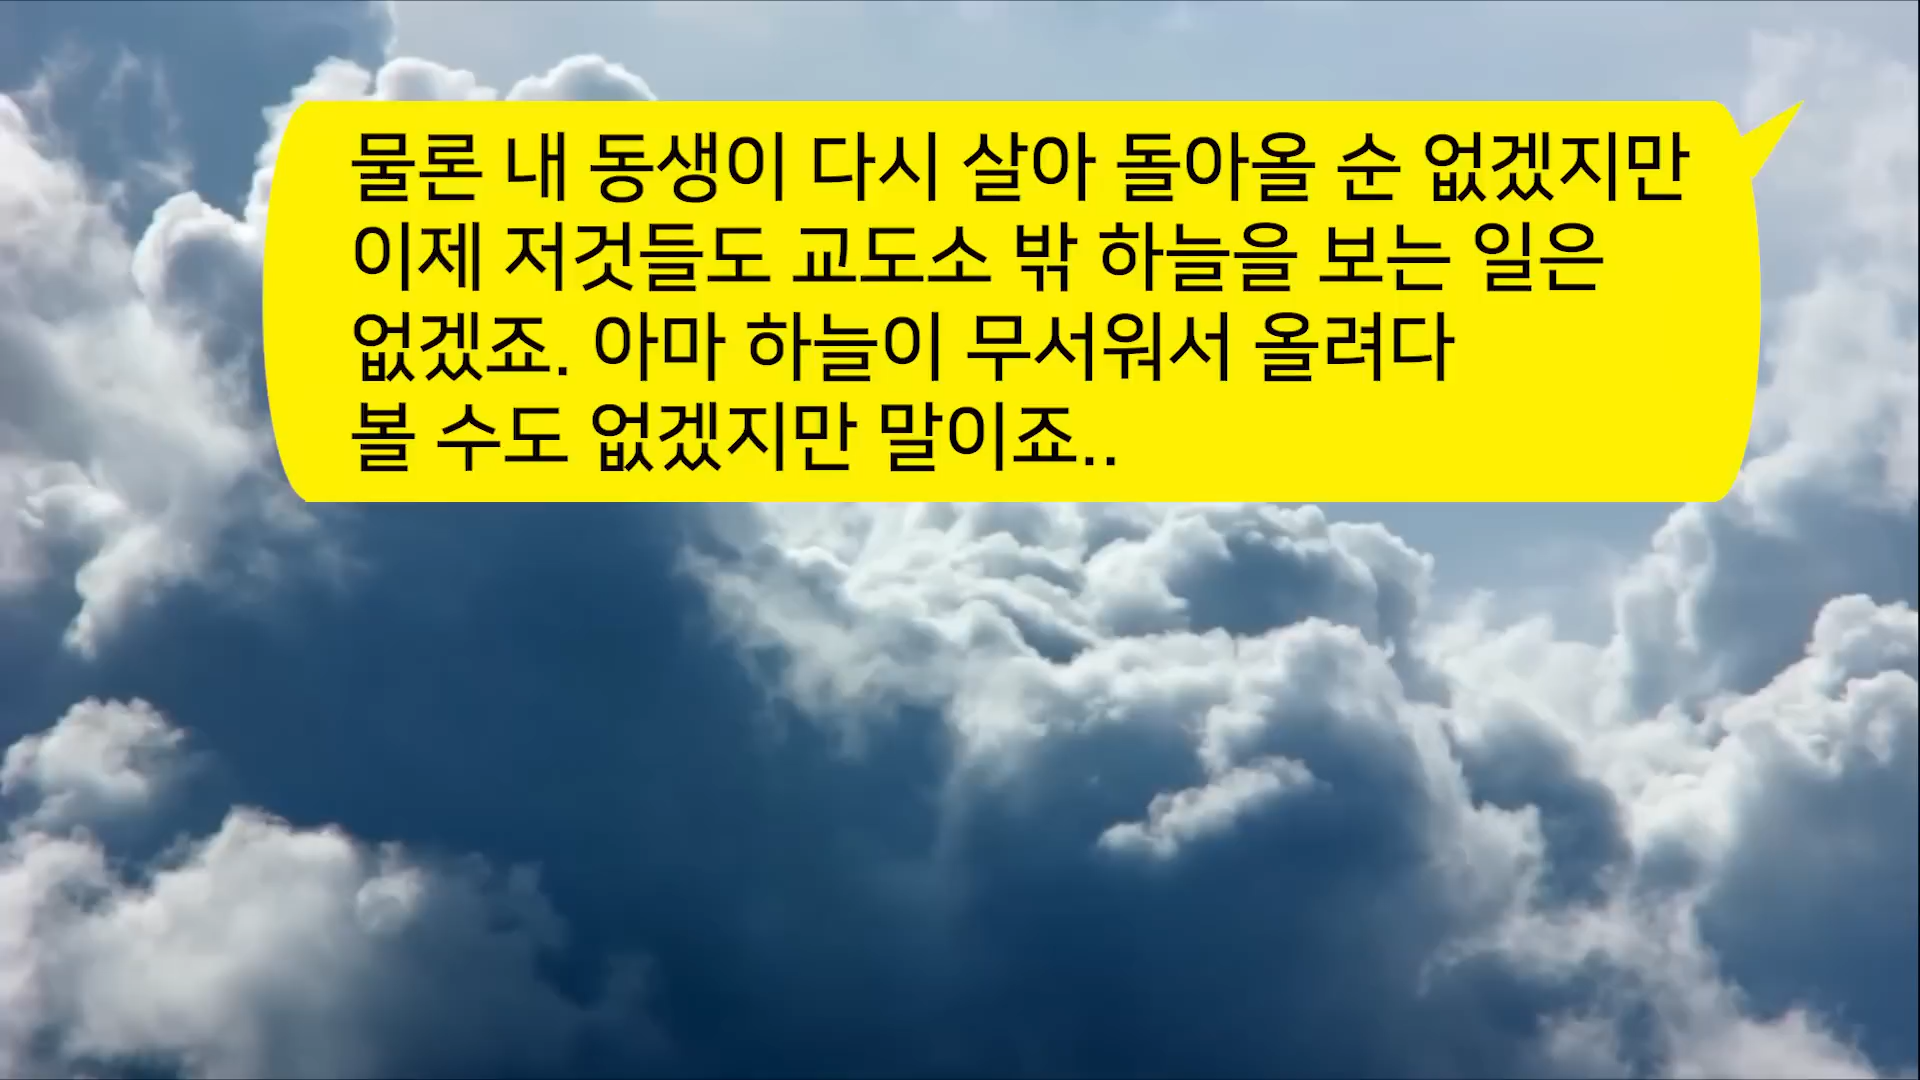 물론 내 동생이 다시 살아 돌아올 순 없겠지만
이제 저것들도 교도소 밖 하늘을 보는 일은
없겠죠. 아마 하늘이 무서워서 올려다
볼 수도 없겠지만 말이죠..